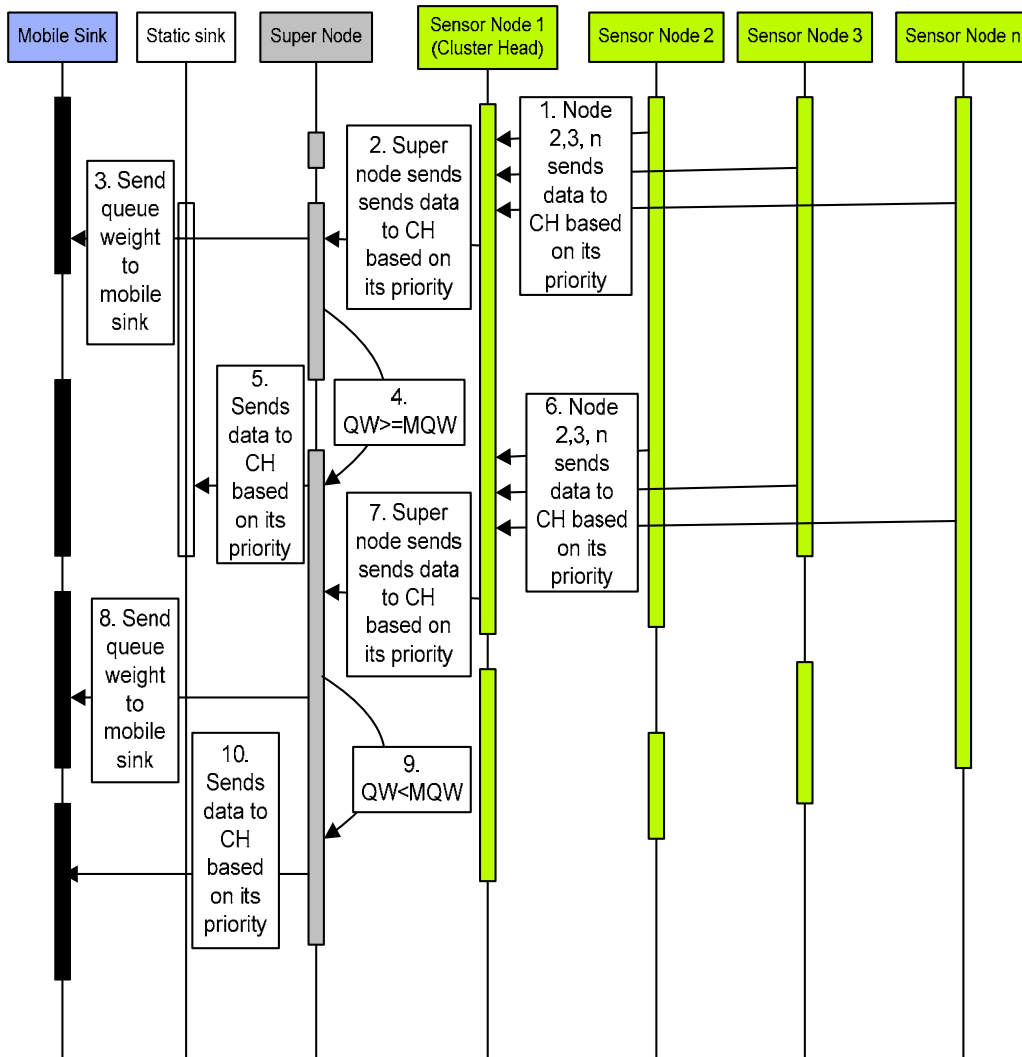 Mobile Sink
Static sink
Super Node
Sensor Node 1
(Cluster Head)
Sensor Node 2
Sensor Node 3
Sensor Node n
1. Node
2,3, n
sends
data to
CH based
on its
priority
2. Super
node sends
sends data
to CH
based on
its priority
3. Send
queue
weight
to
mobile
sink
4.
QW>=MQW
5.
Sends
data to
CH
based
on its
priority
6. Node
2,3, n
sends
data to
CH based
on its
priority
7. Super
node sends
sends data
to CH
based on
its priority
8. Send
queue
weight
to
mobile
sink
9.
QW<MQW
10.
Sends
data to
CH
based
on its
priority